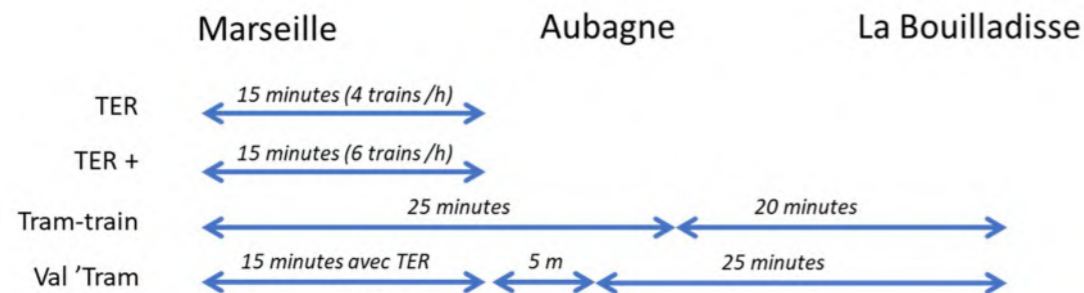 Marseille Aubagne La Bouilladisse
TER 15 minutes (4 trains /h)
TER + 15 minutes (6 trains /h)
Tram-train 25 minutes 20 minutes
Val 'Tram 15 minutes avec TER 5 m 25 minutes